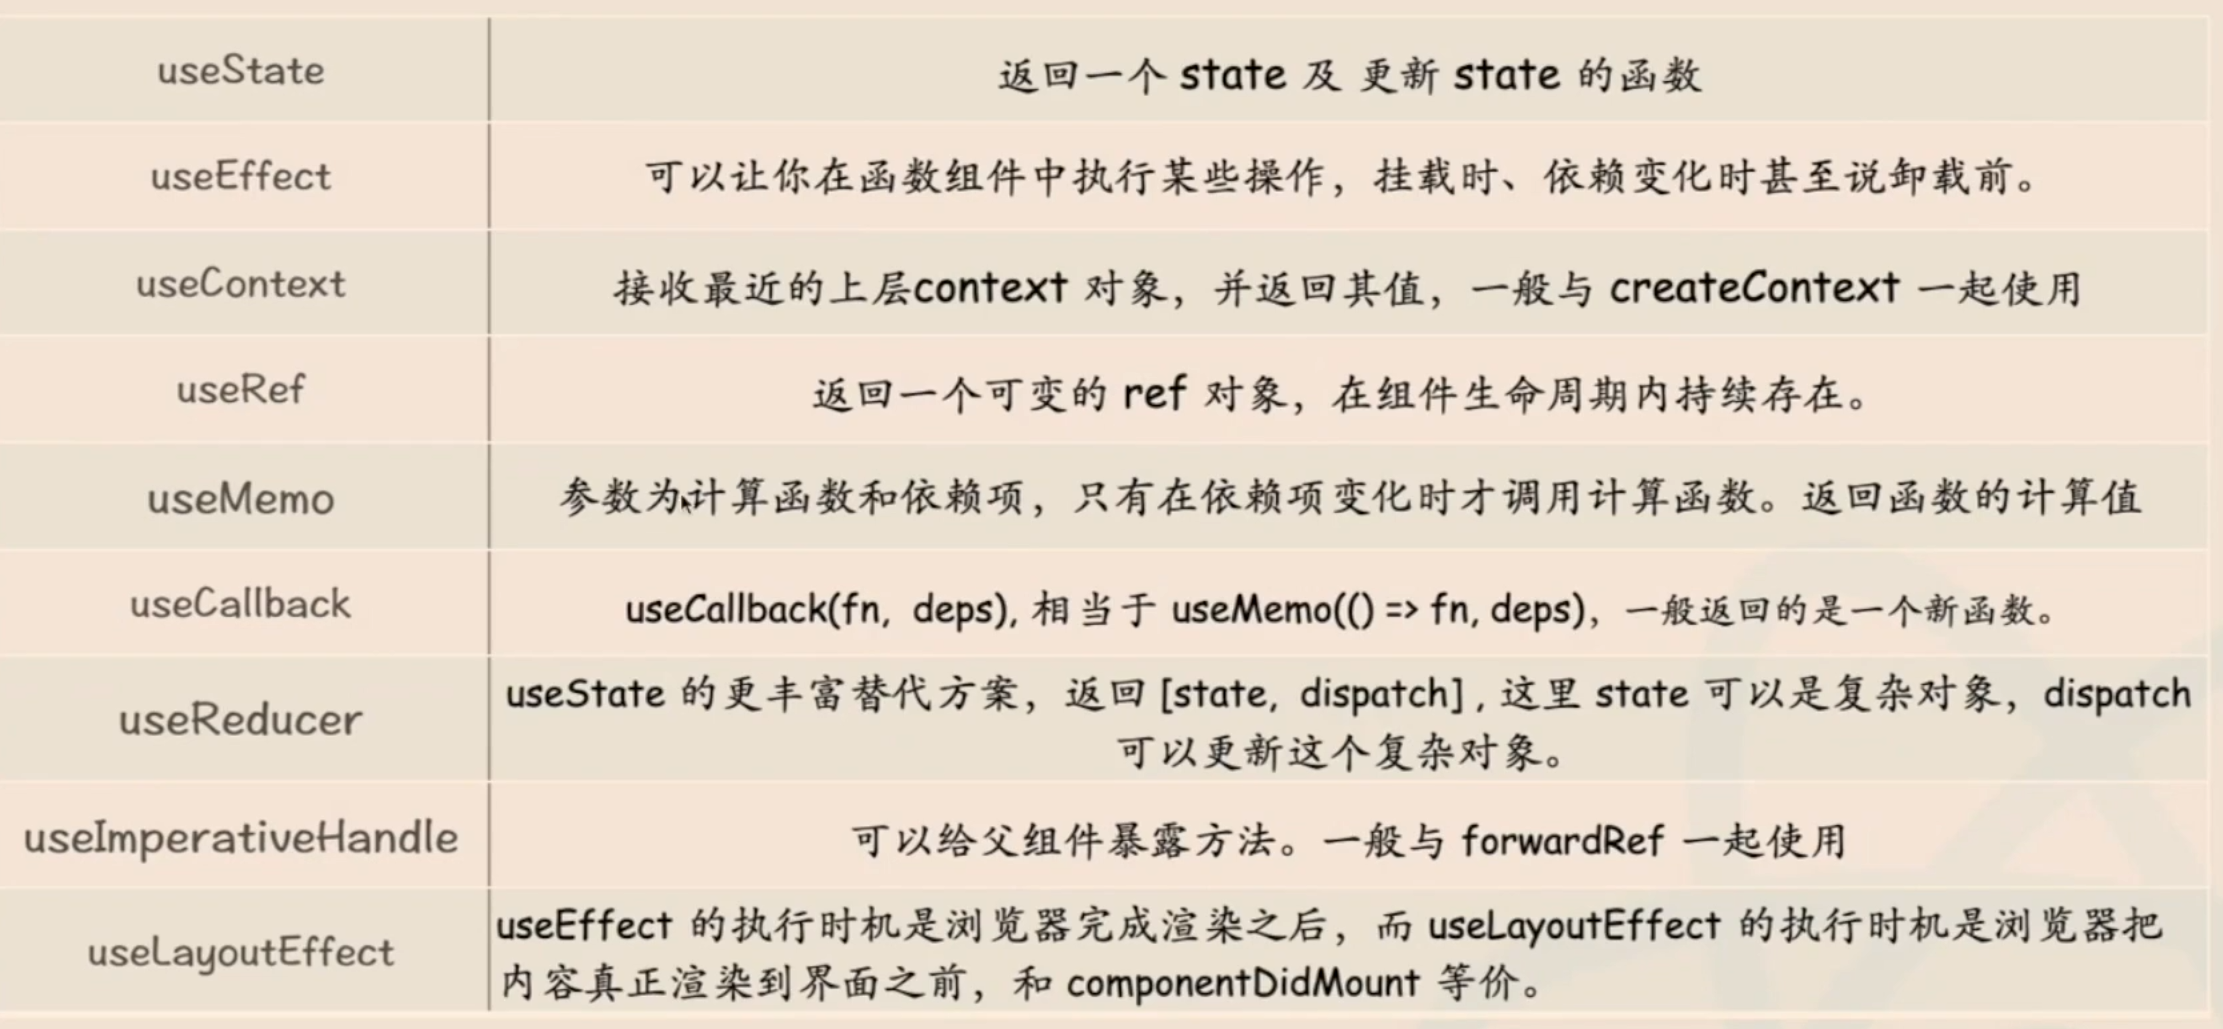 useState
返回一个 state 及 更新 state 的函数
useEffect
可以让你在函数组件中执行某些操作，挂载时、依赖变化时甚至说卸载前。
useContext
接收最近的上层context 对象，并返回其值，一般与 createContext 一起使用
useRef
返回一个可变的 ref 对象，在组件生命周期内持续存在。
useMemo
参数为计算函数和依赖项，只有在依赖项变化时才调用计算函数。返回函数的计算值
useCallback
useCallback(fn, deps), 相当于 useMemo(() => fn, deps)，一般返回的是一个新函数。
useReducer
useState 的更丰富替代方案，返回 [state, dispatch] , 这里 state 可以是复杂对象，dispatch
可以更新这个复杂对象。
useImperativeHandle
可以给父组件暴露方法。一般与 forwardRef 一起使用
useLayoutEffect
useEffect 的执行时机是浏览器完成渲染之后，而 useLayoutEffect 的执行时机是浏览器把
内容真正渲染到界面之前，和 componentDidMount 等价。